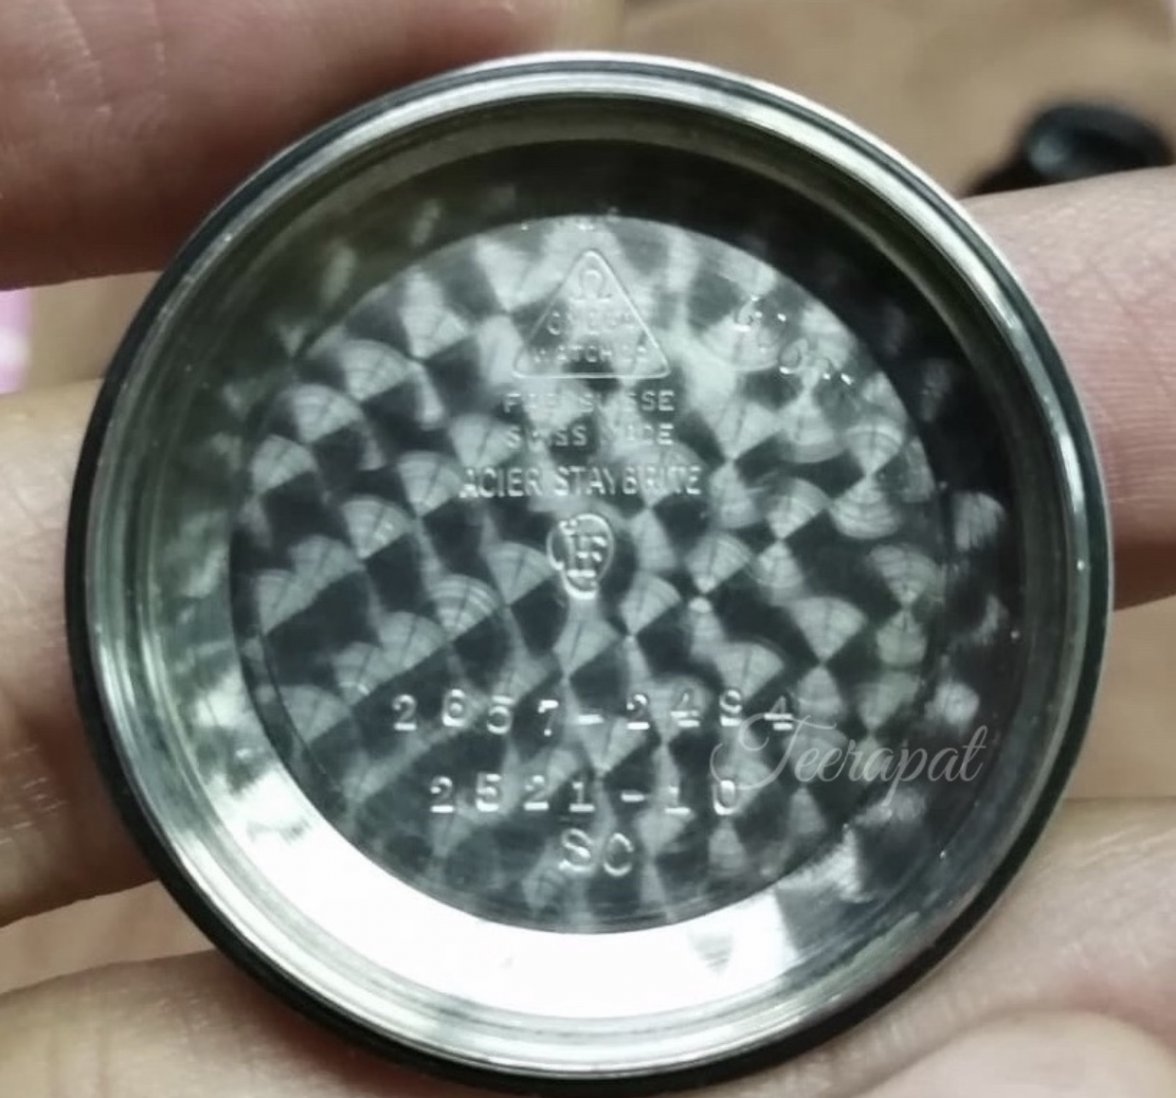 Ω
OMEGA
WATCH Co
FAB. SUISSE
SWISS MADE
ACIER STAYBRITE
2657-2494
2521-10
SC
Teerapat